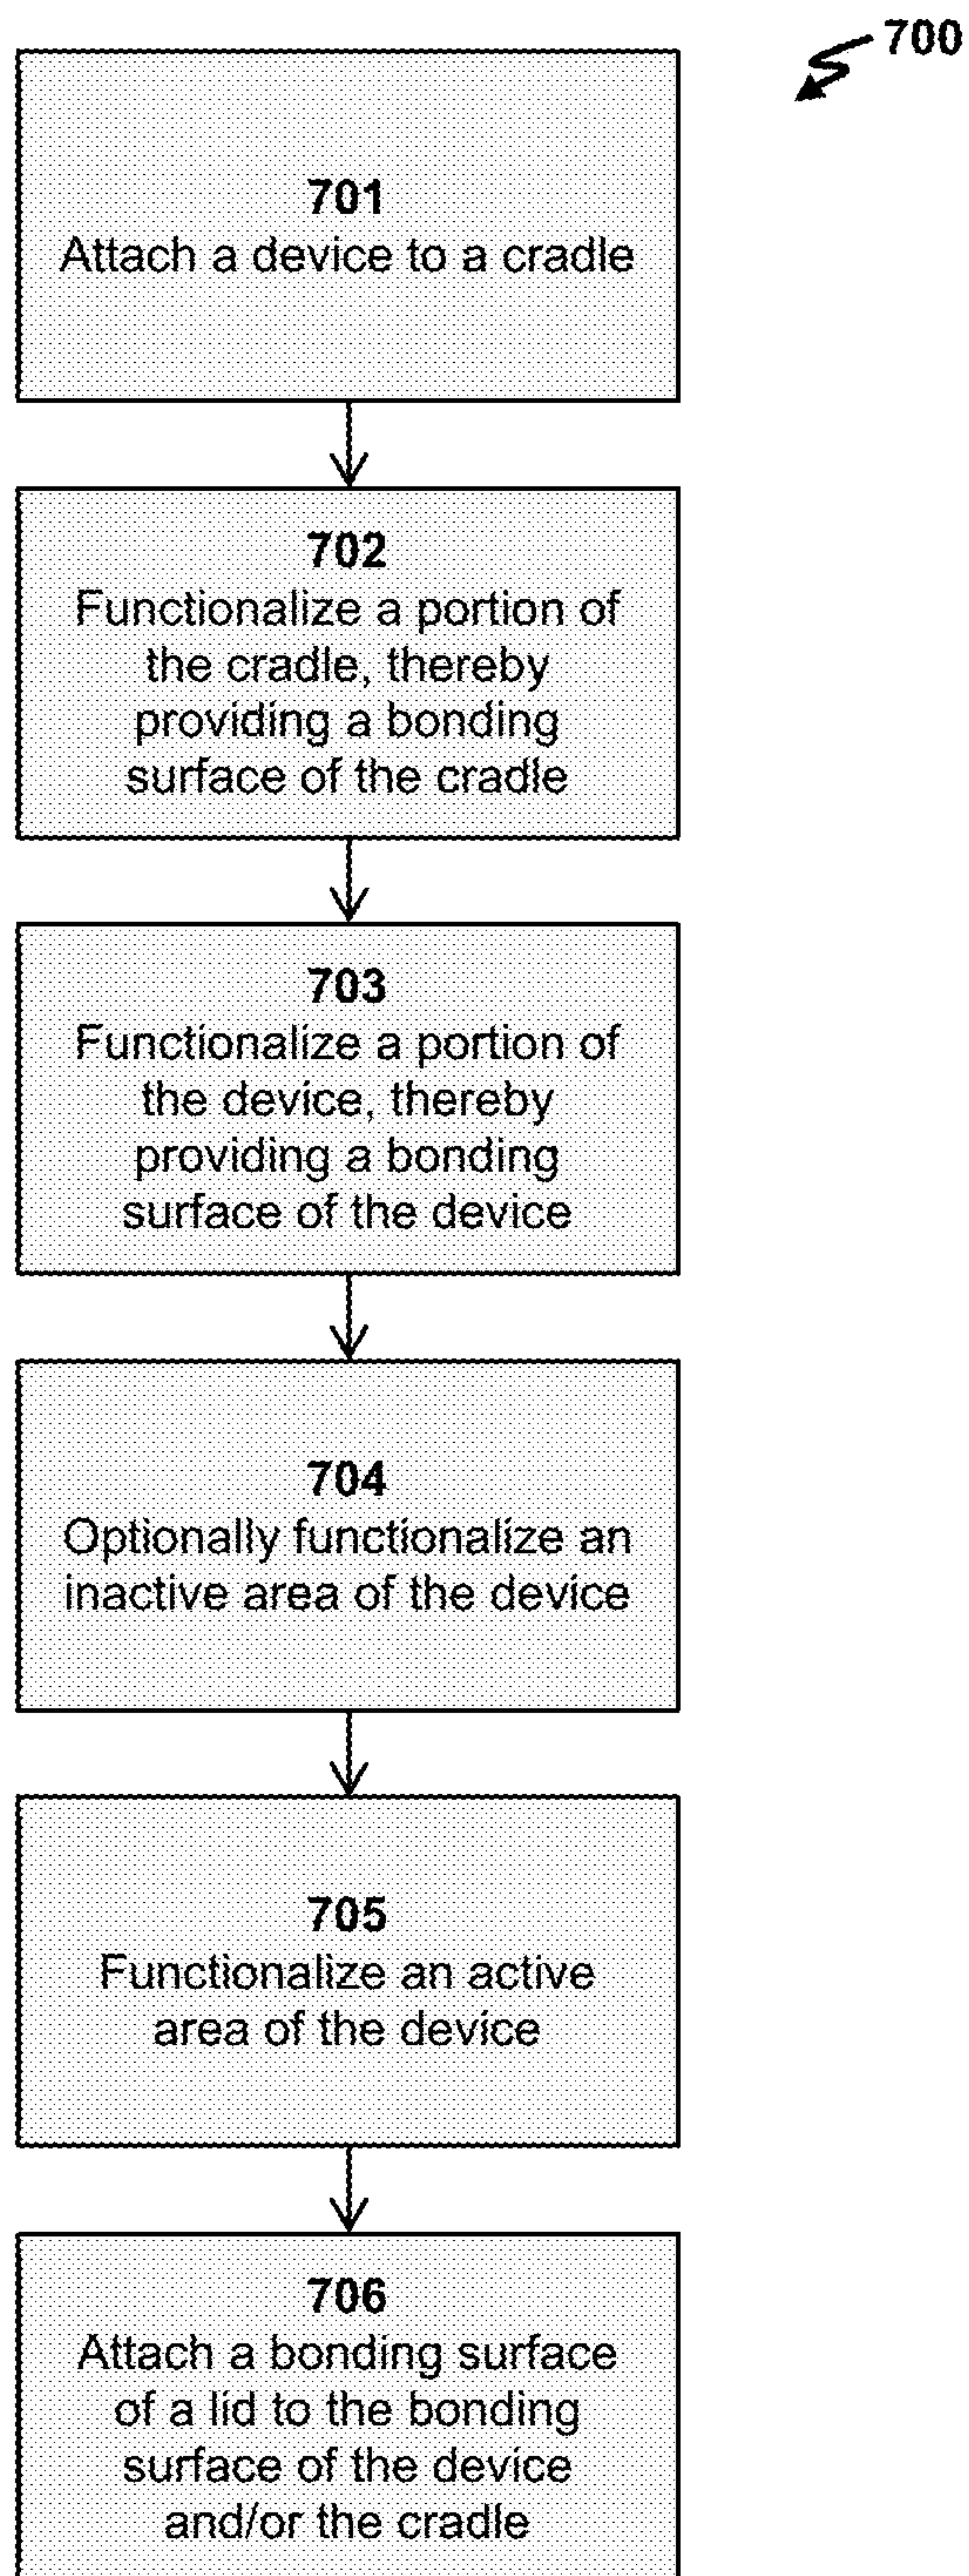 700
701
Attach a device to a cradle
702
Functionalize a portion of
the cradle, thereby
providing a bonding
surface of the cradle
703
Functionalize a portion of
the device, thereby
providing a bonding
surface of the device
704
Optionally functionalize an
inactive area of the device
705
Functionalize an active
area of the device
706
Attach a bonding surface
of a lid to the bonding
surface of the device
and/or the cradle